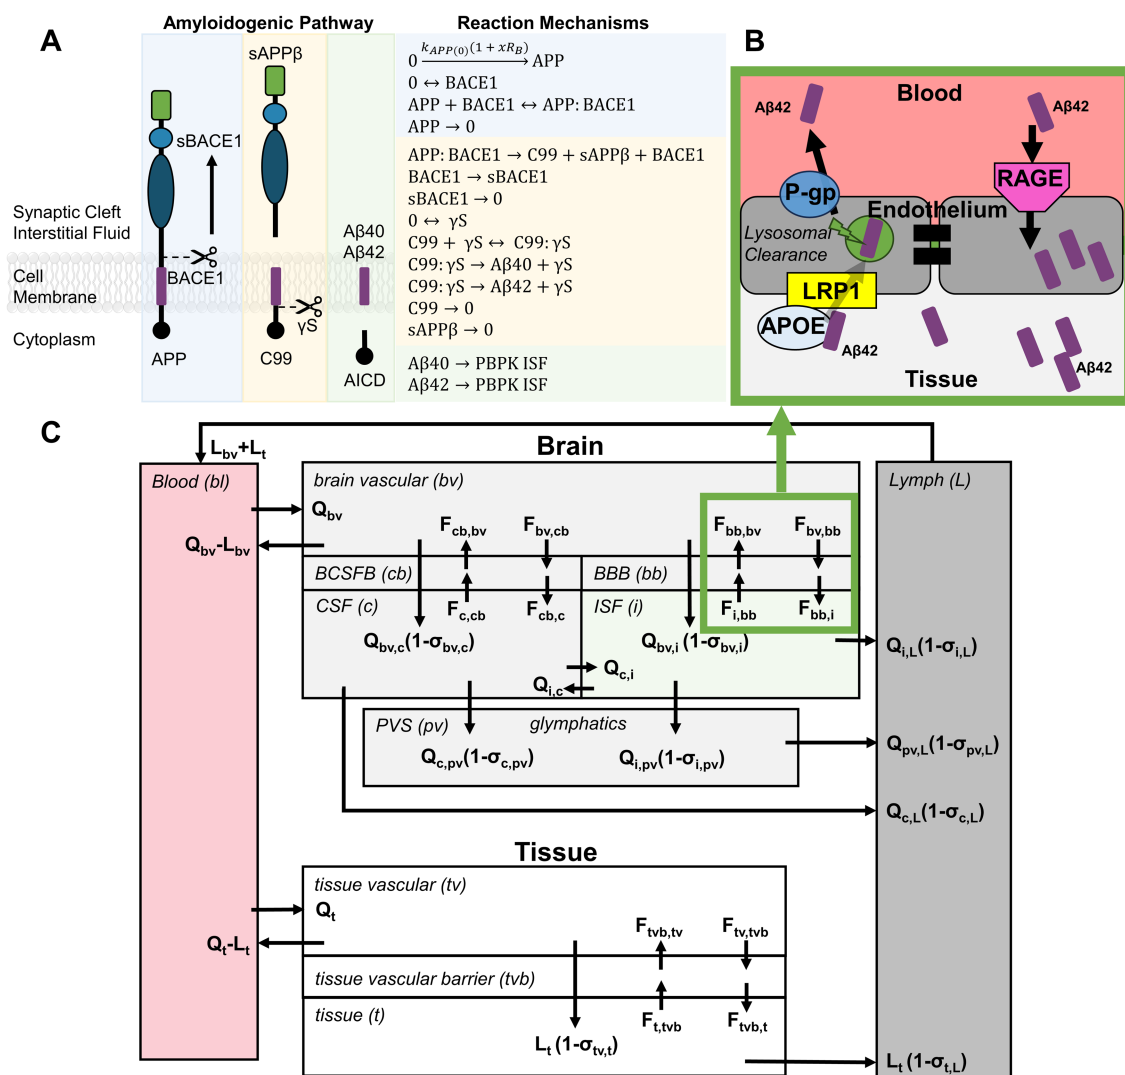 A
Amyloidogenic Pathway
Reaction Mechanisms
B
sAPPβ
sBACE1
Synaptic Cleft
Interstitial Fluid
Aβ40
Aβ42
Cell
Membrane
BACE1
γS
Cytoplasm
APP
C99
AICD
0 k_APP(0)(1 + xR_B) → APP
0 ↔ BACE1
APP + BACE1 ↔ APP: BACE1
APP → 0
APP: BACE1 → C99 + sAPPβ + BACE1
BACE1 → sBACE1
sBACE1 → 0
0 ↔ γS
C99 + γS ↔ C99: γS
C99: γS → Aβ40 + γS
C99: γS → Aβ42 + γS
C99 → 0
sAPPβ → 0
Aβ40 → PBPK ISF
Aβ42 → PBPK ISF
Blood
Aβ42
Aβ42
RAGE
P-gp
Endothelium
Lysosomal
Clearance
LRP1
APOE
Aβ42
Aβ42
Tissue
C
L_bv+L_t
Brain
Blood (bl)
brain vascular (bv)
Lymph (L)
Q_bv
Q_bv-L_bv
F_cb,bv
F_bv,cb
F_bb,bv
F_bv,bb
BCSFB (cb)
BBB (bb)
CSF (c)
F_c,cb
F_cb,c
ISF (i)
F_i,bb
F_bb,i
Q_bv,c(1-σ_bv,c)
Q_bv,i (1-σ_bv,i)
Q_i,L(1-σ_i,L)
Q_c,i
Q_i,c
PVS (pv)
glymphatics
Q_c,pv(1-σ_c,pv)
Q_i,pv(1-σ_i,pv)
Q_pv,L(1-σ_pv,L)
Q_c,L(1-σ_c,L)
Tissue
tissue vascular (tv)
Q_t
Q_t-L_t
F_tvb,tv
F_tv,tvb
tissue vascular barrier (tvb)
tissue (t)
F_t,tvb
F_tvb,t
L_t (1-σ_tv,t)
L_t (1-σ_t,L)